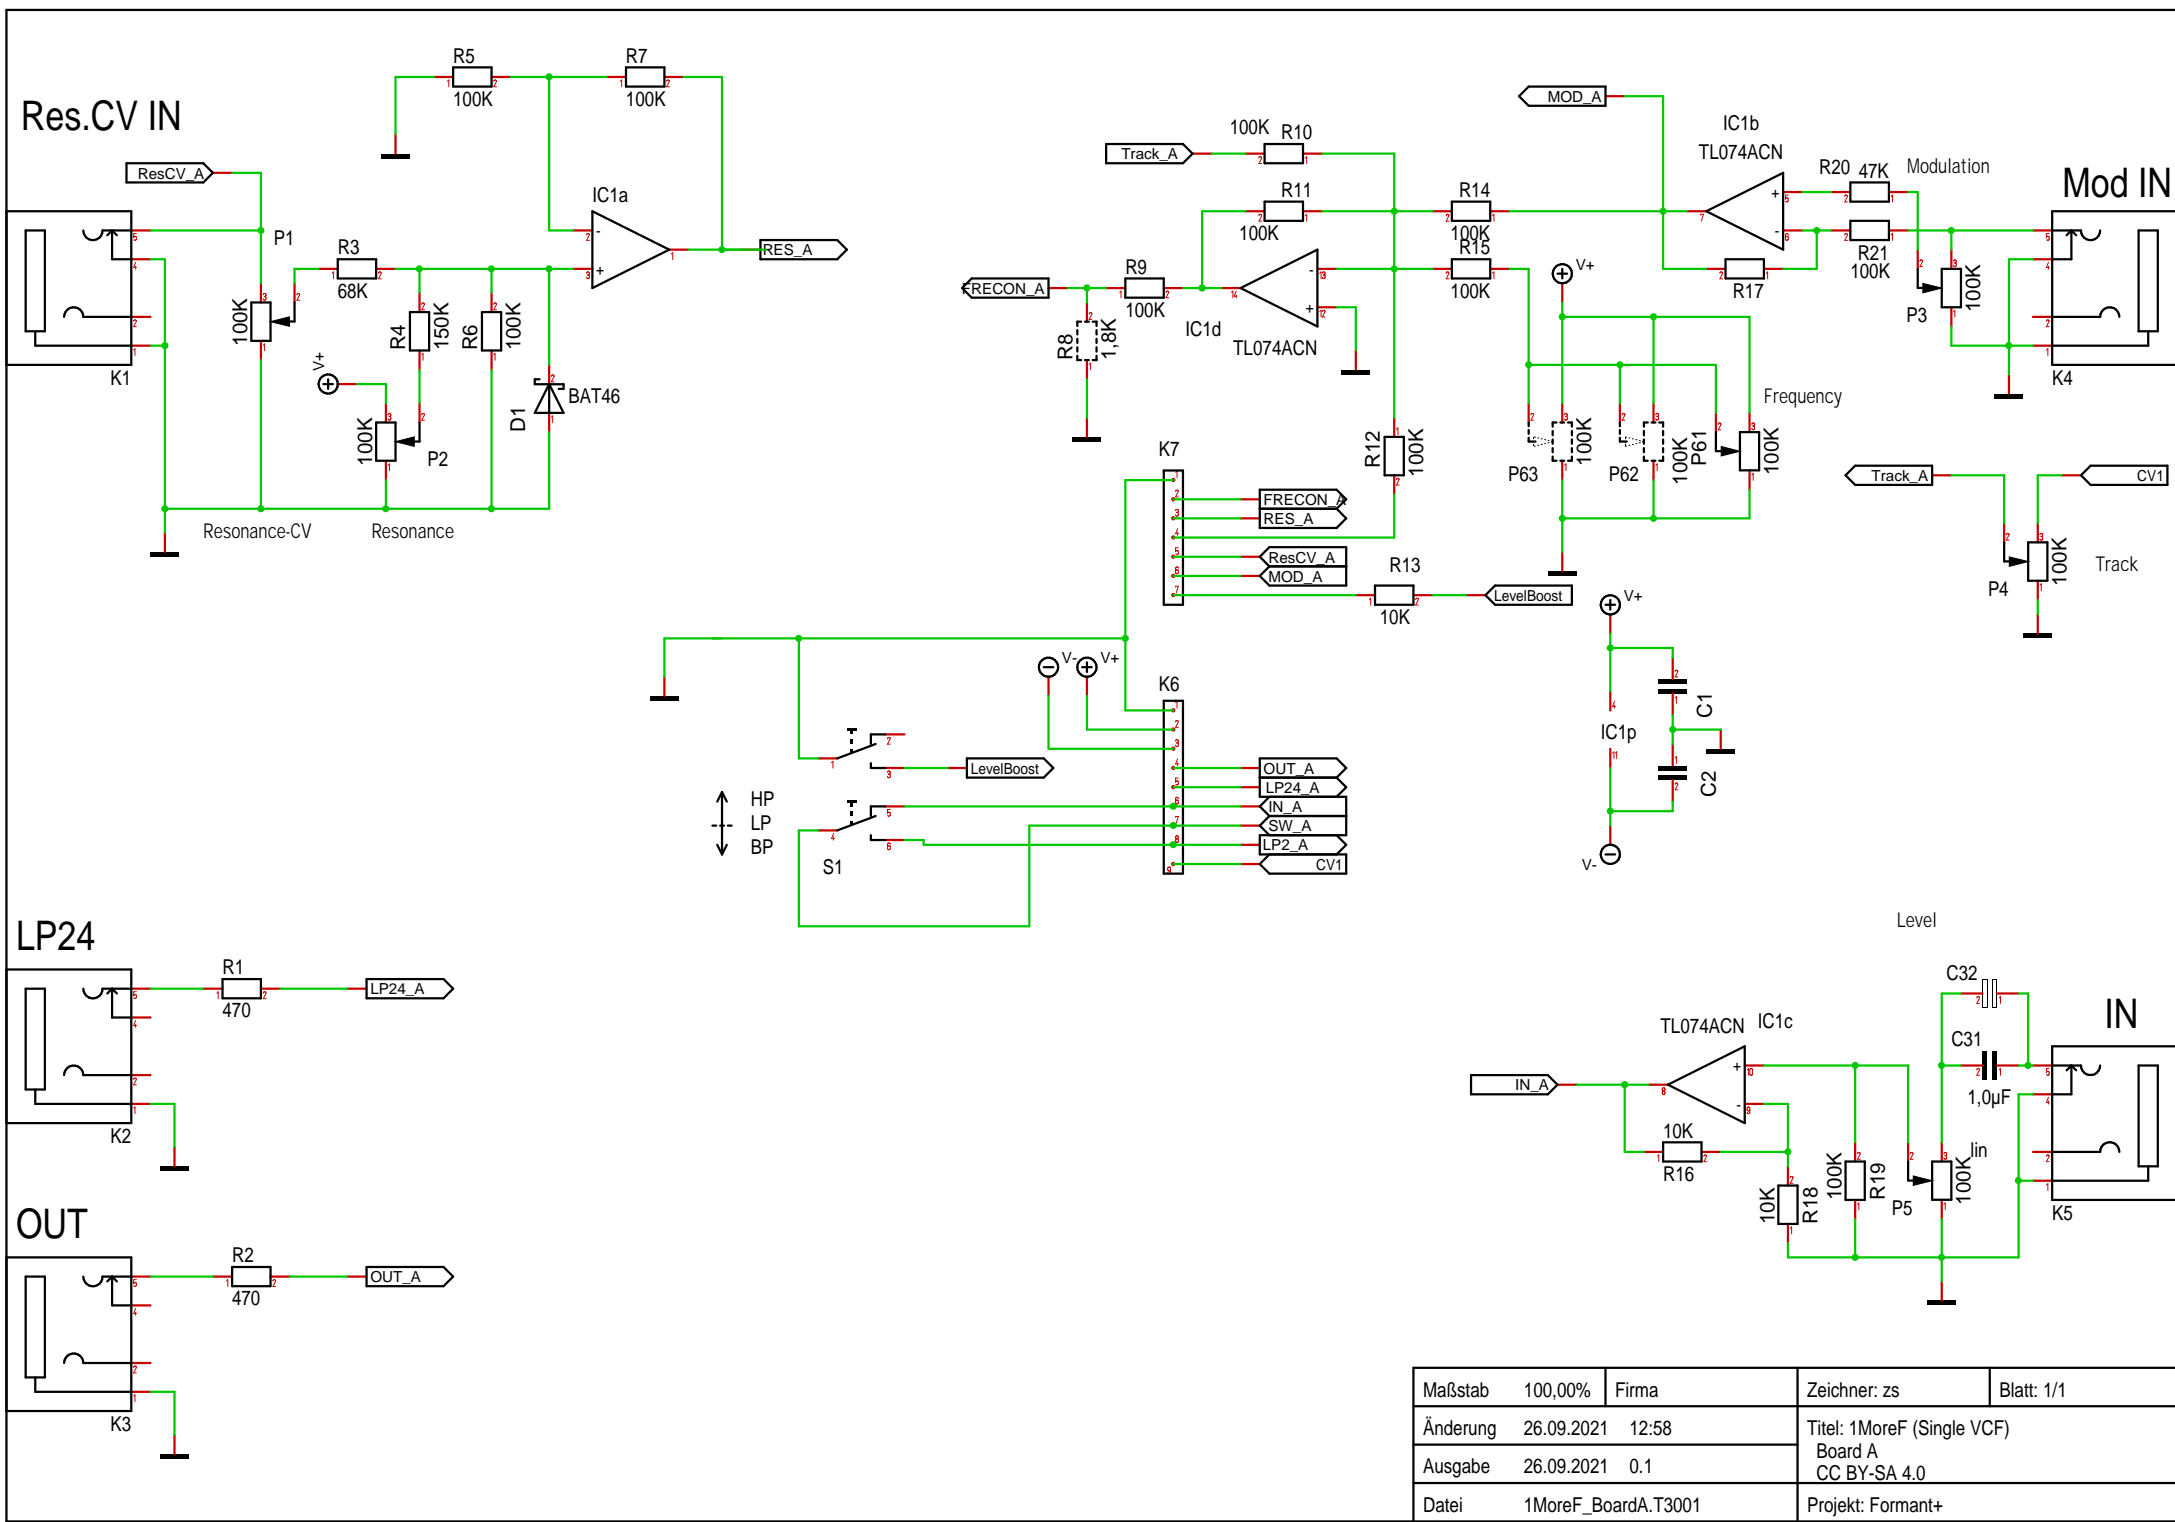 Res.CV IN
ResCV_A
K1
P1
100K
R3
68K
R4
150K
R6
100K
V+
100K
P2
D1
BAT46
R5
100K
R7
100K
IC1a
RES_A
Resonance-CV
Resonance
Track_A
100K R10
R11
100K
R9
100K
FRECON_A
R8
1,8K
IC1d
TL074ACN
R14
100K
R15
100K
R12
100K
MOD_A
IC1b
TL074ACN
R17
R20 47K
R21
100K
Modulation
P3
100K
Mod IN
K4
V+
P63
100K
P62
100K
P61
100K
Frequency
Track_A
CV1
P4
100K
Track
K7
FRECON_A
RES_A
ResCV_A
MOD_A
R13
10K
LevelBoost
V- V+
K6
OUT_A
LP24_A
IN_A
SW_A
LP2_A
CV1
LevelBoost
HP
LP
BP
S1
V+
IC1p
C1
C2
V-
LP24
R1
470
LP24_A
K2
OUT
R2
470
OUT_A
K3
Level
C32
C31
1,0µF
IN
TL074ACN IC1c
IN_A
10K
R16
10K
R18
100K
R19
P5
100K
lin
K5
Maßstab 100,00% Firma Zeichner: zs Blatt: 1/1
Änderung 26.09.2021 12:58 Titel: 1MoreF (Single VCF)
Board A
Ausgabe 26.09.2021 0.1 CC BY-SA 4.0
Datei 1MoreF_BoardA.T3001 Projekt: Formant+